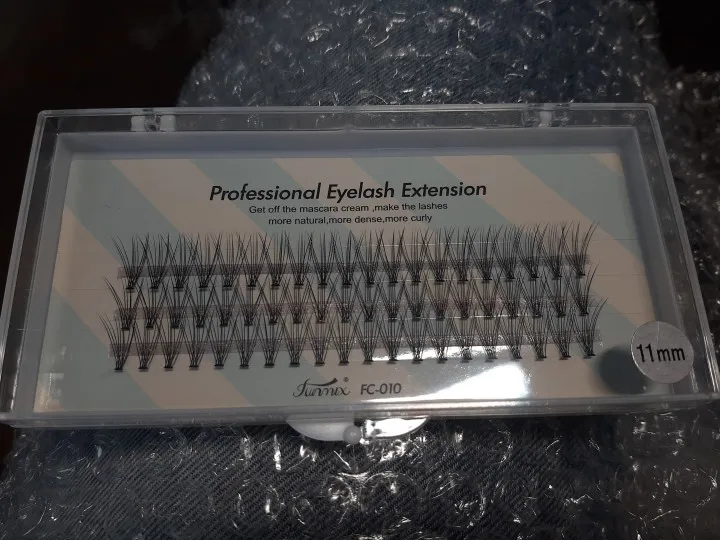 Professional Eyelash Extension
Get off the mascara cream ,make the lashes
more natural,more dense,more curly
11mm
Junmix® FC-010